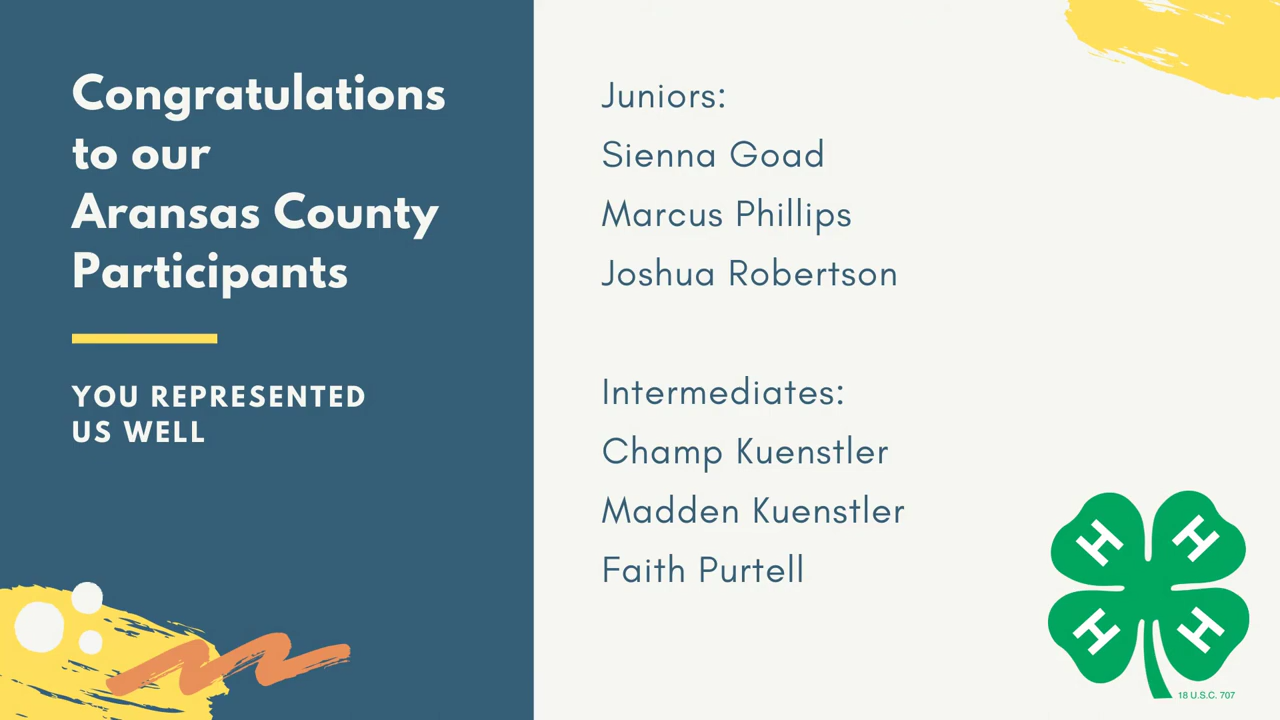 Congratulations
to our
Aransas County
Participants
YOU REPRESENTED
US WELL
Juniors:
Sienna Goad
Marcus Phillips
Joshua Robertson
Intermediates:
Champ Kuenstler
Madden Kuenstler
Faith Purtell
H H
H H
18 U.S.C. 707